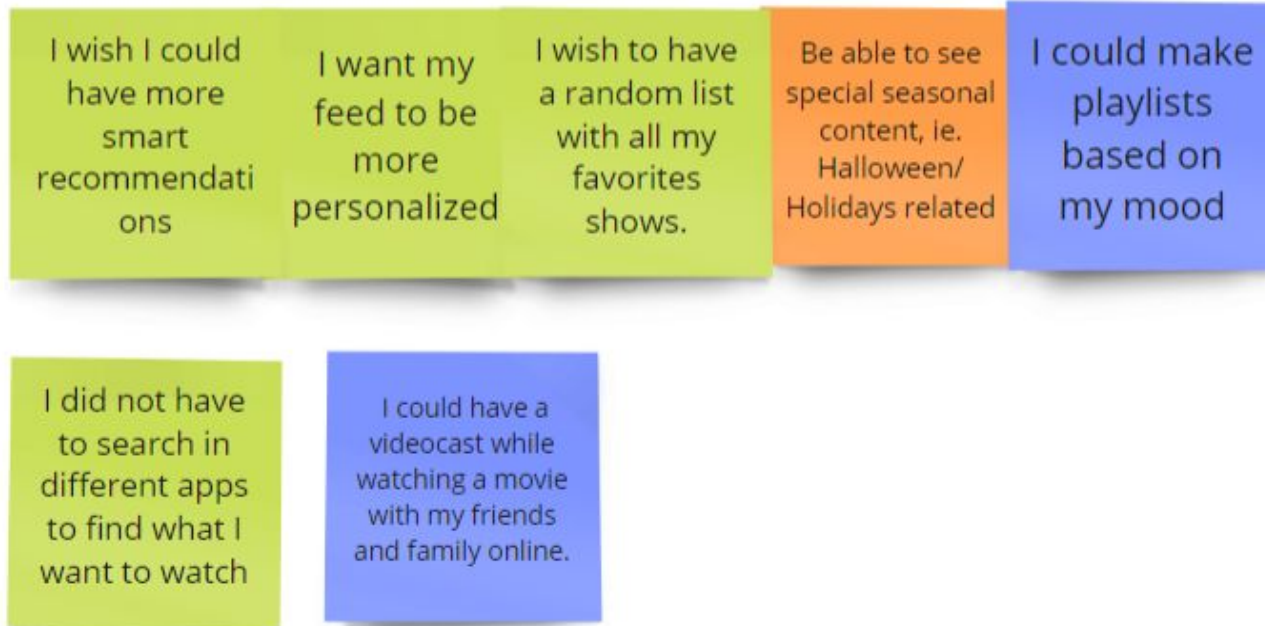 I wish I could
have more
smart
recommendati
ons
I want my
feed to be
more
personalized
I wish to have
a random list
with all my
favorites
shows.
Be able to see
special seasonal
content, ie.
Halloween/
Holidays related
I could make
playlists
based on
my mood
I did not have
to search in
different apps
to find what I
want to watch
I could have a
videocast while
watching a movie
with my friends
and family online.